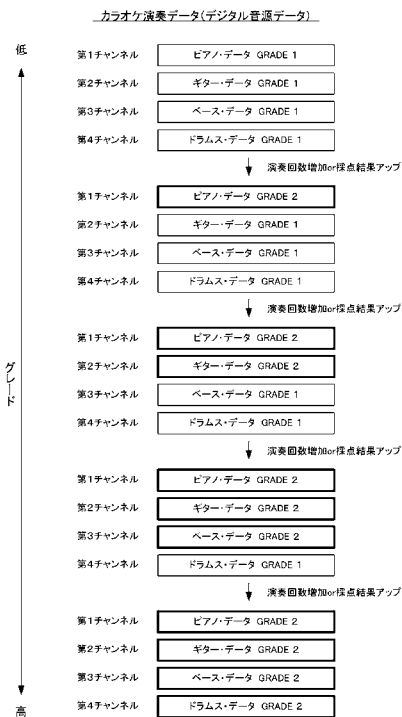 カラオケ演奏データ(デジタル音源データ)
低
第1チャンネル ピアノ・データ GRADE 1
第2チャンネル ギター・データ GRADE 1
第3チャンネル ベース・データ GRADE 1
第4チャンネル ドラムス・データ GRADE 1
演奏回数増加or採点結果アップ
第1チャンネル ピアノ・データ GRADE 2
第2チャンネル ギター・データ GRADE 1
第3チャンネル ベース・データ GRADE 1
第4チャンネル ドラムス・データ GRADE 1
演奏回数増加or採点結果アップ
第1チャンネル ピアノ・データ GRADE 2
第2チャンネル ギター・データ GRADE 2
第3チャンネル ベース・データ GRADE 1
第4チャンネル ドラムス・データ GRADE 1
グレード
演奏回数増加or採点結果アップ
第1チャンネル ピアノ・データ GRADE 2
第2チャンネル ギター・データ GRADE 2
第3チャンネル ベース・データ GRADE 2
第4チャンネル ドラムス・データ GRADE 1
演奏回数増加or採点結果アップ
第1チャンネル ピアノ・データ GRADE 2
第2チャンネル ギター・データ GRADE 2
第3チャンネル ベース・データ GRADE 2
第4チャンネル ドラムス・データ GRADE 2
高